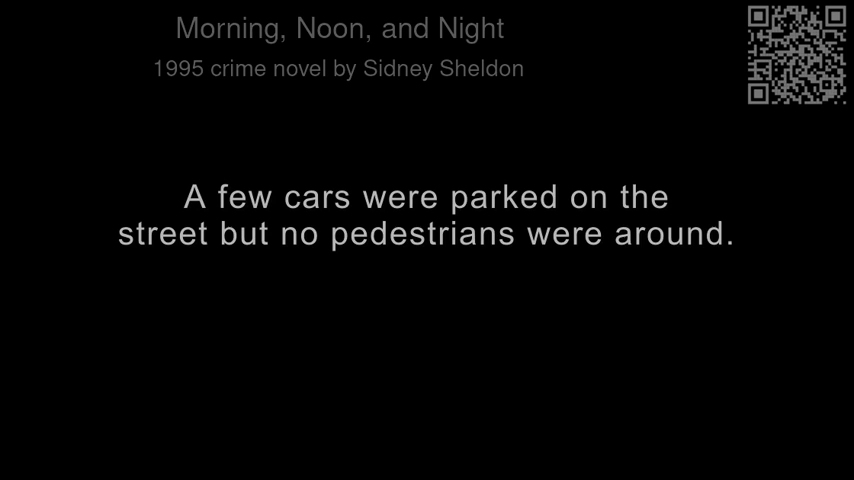 Morning, Noon, and Night
1995 crime novel by Sidney Sheldon
A few cars were parked on the
street but no pedestrians were around.